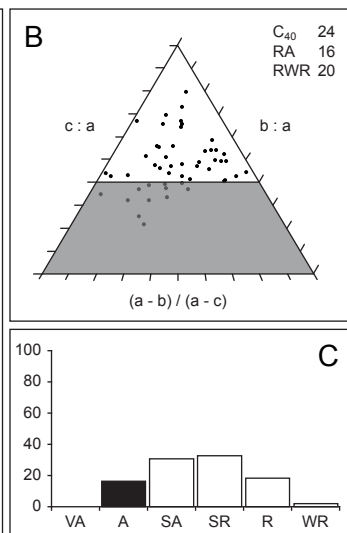 B
C₄₀ 24
RA 16
RWR 20
c : a
b : a
(a - b) / (a - c)
C
100
80
60
40
20
0
VA A SA SR R WR